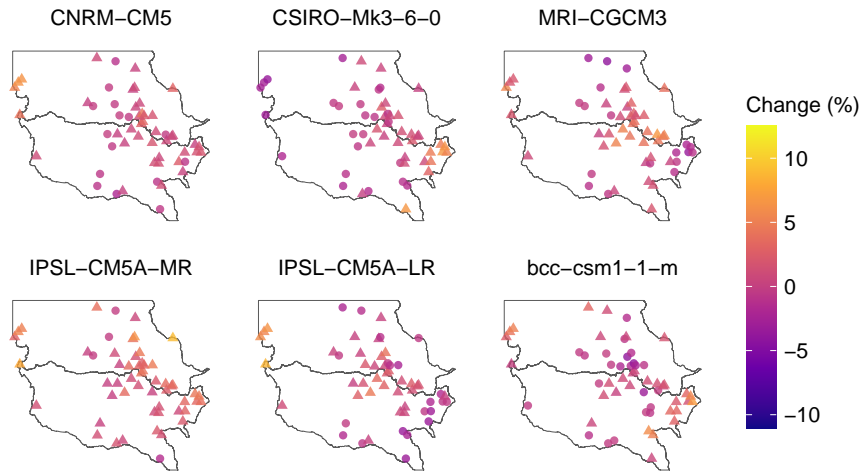 CNRM−CM5
CSIRO−Mk3−6−0
MRI−CGCM3
Change (%)
10
5
0
−5
−10
IPSL−CM5A−MR
IPSL−CM5A−LR
bcc−csm1−1−m